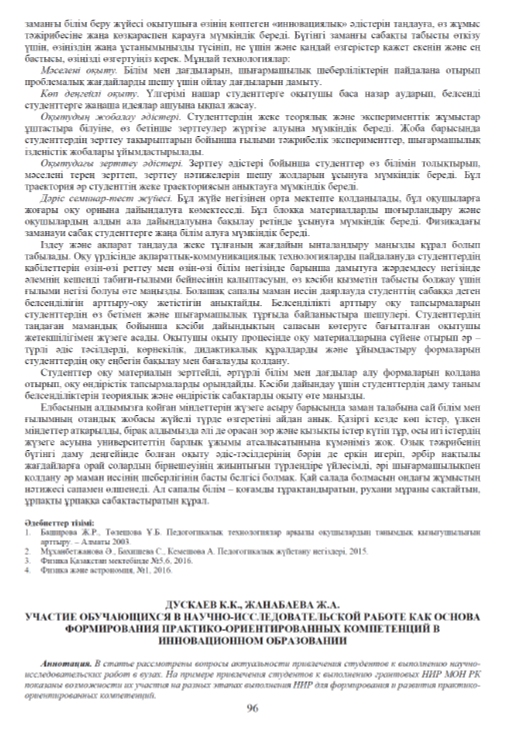 заманғы білім беру жүйесі оқытушыға өзінің көптеген «инновациялық» әдістерін таңдауға, өз жұмыс
тәжірибесіне жаңа көзқараспен қарауға мүмкіндік береді. Бүгінгі заманғы сабақты табысты өткізу
үшін, өзіңіздің жаңа ұстанымыңызды түсініп, не үшін және қандай өзгерістер қажет екенін және ең
бастысы, өзіңізді өзгертуіңіз керек. Мұндай технологиялар:
Мәселені оқыту. Білім мен дағдыларын, шығармашылық шеберліліктерін пайдалана отырып
проблемалық жағдайларды шешу үшін ойлау дағдыларын дамыту.
Көп деңгейлі оқыту. Үлгерімі нашар студенттерге оқытушы баса назар аударып, белсенді
студенттерге жаңаша идеялар ашуына ықпал жасау.
Оқытудың жобалау әдістері. Студенттердің жеке теориялық және эксперименттік жұмыстар
ұштастыра білуіне, өз бетінше зерттеулер жүргізе алуына мүмкіндік береді. Жоба барысында
студенттердің зерттеу тақырыптарын бойынша ғылыми тәжірибелік эксперименттер, шығармашылық
ізденістік жобалары ұйымдастырылады.
Оқытудағы зерттеу әдістері. Зерттеу әдістері бойынша студенттер өз білімін толықтырып,
мәселені терең зерттеп, зерттеу нәтижелерін шешу жолдарын ұсынуға мүмкіндік береді. Бұл
траектория әр студенттің жеке траекториясын анықтауға мүмкіндік береді.
Дәріс семинар-тест жүйесі. Бұл жүйе негізінен орта мектепте қолданылады, бұл оқушыларға
жоғары оқу орнына дайындалуға көмектеседі. Бұл блокқа материалдарды шоғырландыру және
оқушылардың алдын ала дайындалуына бақылау ретінде ұсынуға мүмкіндік береді. Физикадағы
заманауи сабақ студенттерге жаңа білім алуға мүмкіндік береді.
Іздеу және ақпарат таңдауда жеке тұлғаның жағдайын ынталандыру маңызды құрал болып
табылады. Оқу үрдісінде ақпараттық-коммуникациялық технологияларды пайдалануда студенттердің
қабілеттерін өзін-өзі реттеу мен өзін-өзі білім негізінде барынша дамытуға жәрдемдесу негізінде
әлемнің кешенді табиғи-ғылыми бейнесінің қалыптасуын, өз кәсіби қызметін табысты болжау үшін
ғылыми негізі болуы өте маңызды. Болашақ сапалы маман иесін даярлауда студенттің сабаққа деген
белсенділігін арттыру-оқу жетістігін анықтайды. Белсенділікті арттыру оқу тапсырмаларын
студенттердің өз бетімен және шығармашылық тұрғыда байланыстыра шешулері. Студенттердің
таңдаған мамандық бойынша кәсіби дайындықтың сапасын көтеруге бағытталған оқытушы
жетекшілігімен жүзеге асады. Оқытушы оқыту процесінде оқу материалдарына сүйене отырып әр –
түрлі әдіс тәсілдерді, көрнекілік, дидактикалық құралдарды және ұйымдастыру формаларын
студенттердің оқу еңбегін бақылау мен бағалауды қолдану.
Студенттер оқу материалын зерттейді, әртүрлі білім мен дағдылар алу формаларын қолдана
отырып, оқу өндірістік тапсырмаларды орындайды. Кәсіби дайындау үшін студенттердің даму таным
белсенділіктерін теориялық және өндірістік сабақтарды оқыту өте маңызды.
Елбасының алдымызға қойған міндеттерін жүзеге асыру барысында заман талабына сай білім мен
ғылымның отандық жобасы жүйелі түрде өзгеретіні айдан анық. Қазіргі кезде көп істер, үлкен
міндеттер атқарылды, бірақ алдымызда әлі де орасан зор және қызықты істер күтіп тұр, осы игі істердің
жүзеге асуына университеттің барлық ұжымы атсалысатынына күмәніміз жоқ. Озық тәжірибенің
бүгінгі даму деңгейінде болған оқыту әдіс-тәсілдерінің бәрін де еркін игеріп, әрбір нақтылы
жағдайларға орай солардың бірнешеуінің жиынтығын түрлендіре үйлесімді, әрі шығармашылықпен
қолдану әр маман иесінің шеберлігінің басты белгісі болмақ. Қай салада болмасын ондағы жұмыстың
нәтижесі сапамен өлшенеді. Ал сапалы білім – қоғамды тұрақтандыратын, рухани мұраны сақтайтын,
ұрпақты ұрпаққа сабақтастыратын құрал.
Әдебиеттер тізімі:
1. Баширова Ж.Р., Төлешова Ү.Б. Педогогикалық технологиялар арқылы оқушылардың танымдық қызығушылығын
арттыру. – Алматы 2003.
2. Мұханбетжанова Ә., Бахишева С., Кемешова А. Педогогикалық жүйетану негіздері, 2015.
3. Физика Қазақстан мектебінде №5,6, 2016.
4. Физика және астрономия, №1, 2016.
ДУСКАЕВ К.К., ЖАНАБАЕВА Ж.А.
УЧАСТИЕ ОБУЧАЮЩИХСЯ В НАУЧНО-ИССЛЕДОВАТЕЛЬСКОЙ РАБОТЕ КАК ОСНОВА
ФОРМИРОВАНИЯ ПРАКТИКО-ОРИЕНТИРОВАННЫХ КОМПЕТЕНЦИЙ В
ИННОВАЦИОННОМ ОБРАЗОВАНИИ
Аннотация. В статье рассмотрены вопросы актуальности привлечения студентов к выполнению научно-
исследовательских работ в вузах. На примере привлечения студентов к выполнению грантовых НИР МОН РК
показаны возможности их участия на разных этапах выполнения НИР для формирования и развития практико-
ориентированных компетенций.
96